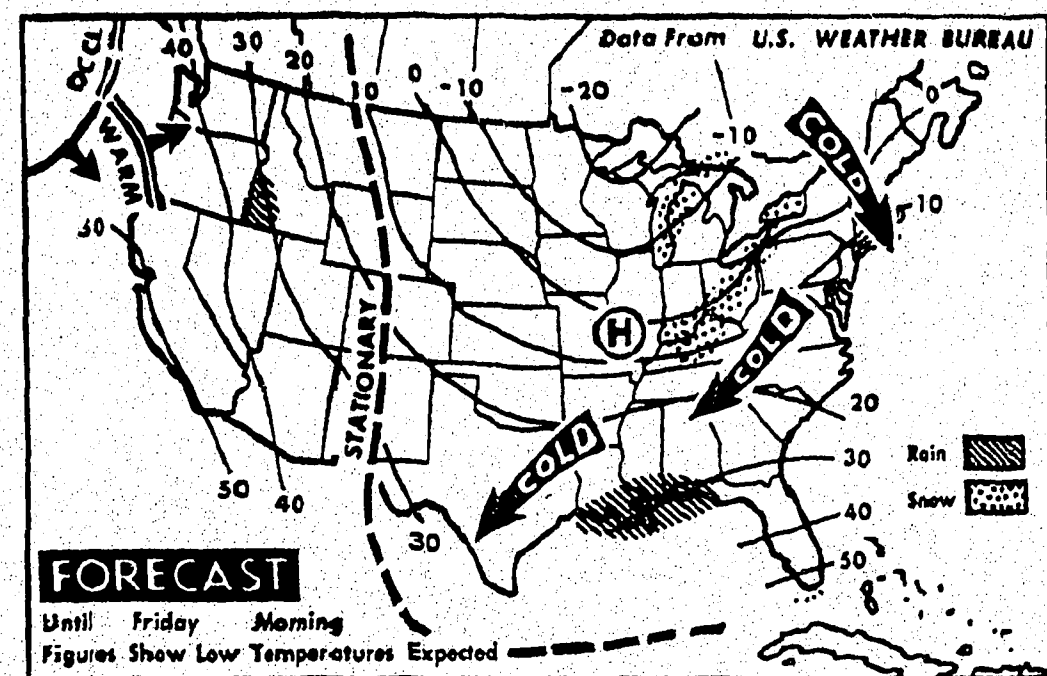 Data From U.S. WEATHER BUREAU
OCCL
WARM
40
30
20
10
0
-10
-20
-10
0
COLD
-10
30
STATIONARY
H
COLD
COLD
20
30
40
50
50
40
30
Rain
Snow
FORECAST
Until Friday Morning
Figures Show Low Temperatures Expected